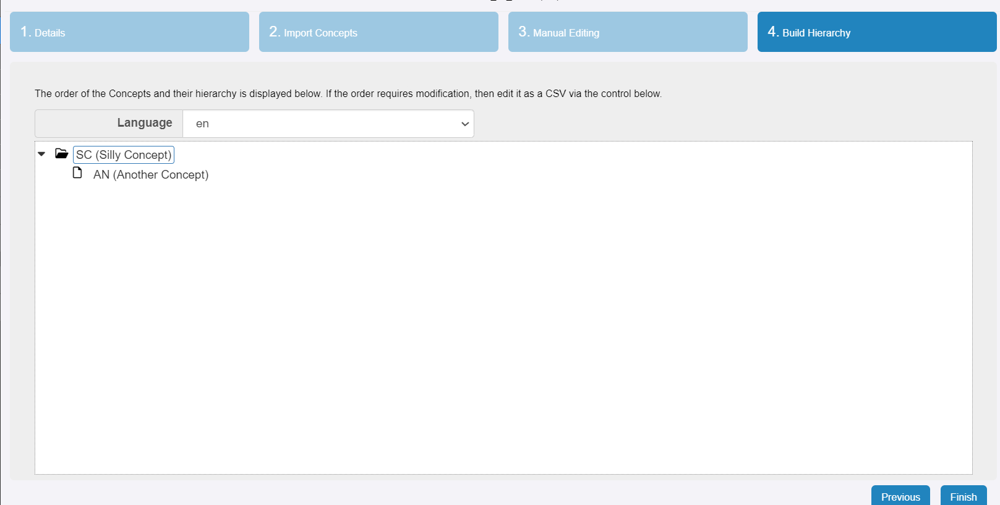 1. Details
2. Import Concepts
3. Manual Editing
4. Build Hierarchy
The order of the Concepts and their hierarchy is displayed below. If the order requires modification, then edit it as a CSV via the control below.
Language
en
SC (Silly Concept)
AN (Another Concept)
Previous
Finish